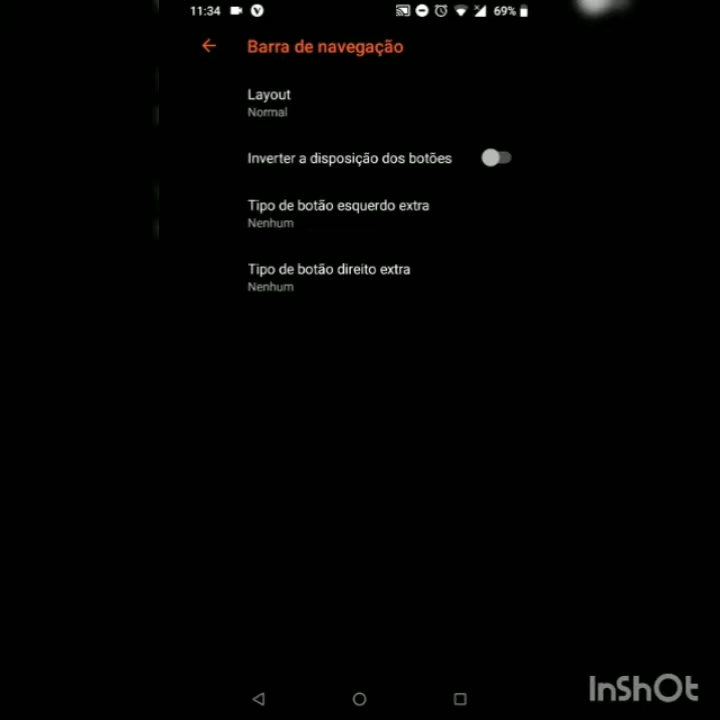 11:34
69%
Barra de navegação
Layout
Normal
Inverter a disposição dos botões
Tipo de botão esquerdo extra
Nenhum
Tipo de botão direito extra
Nenhum
InShOt